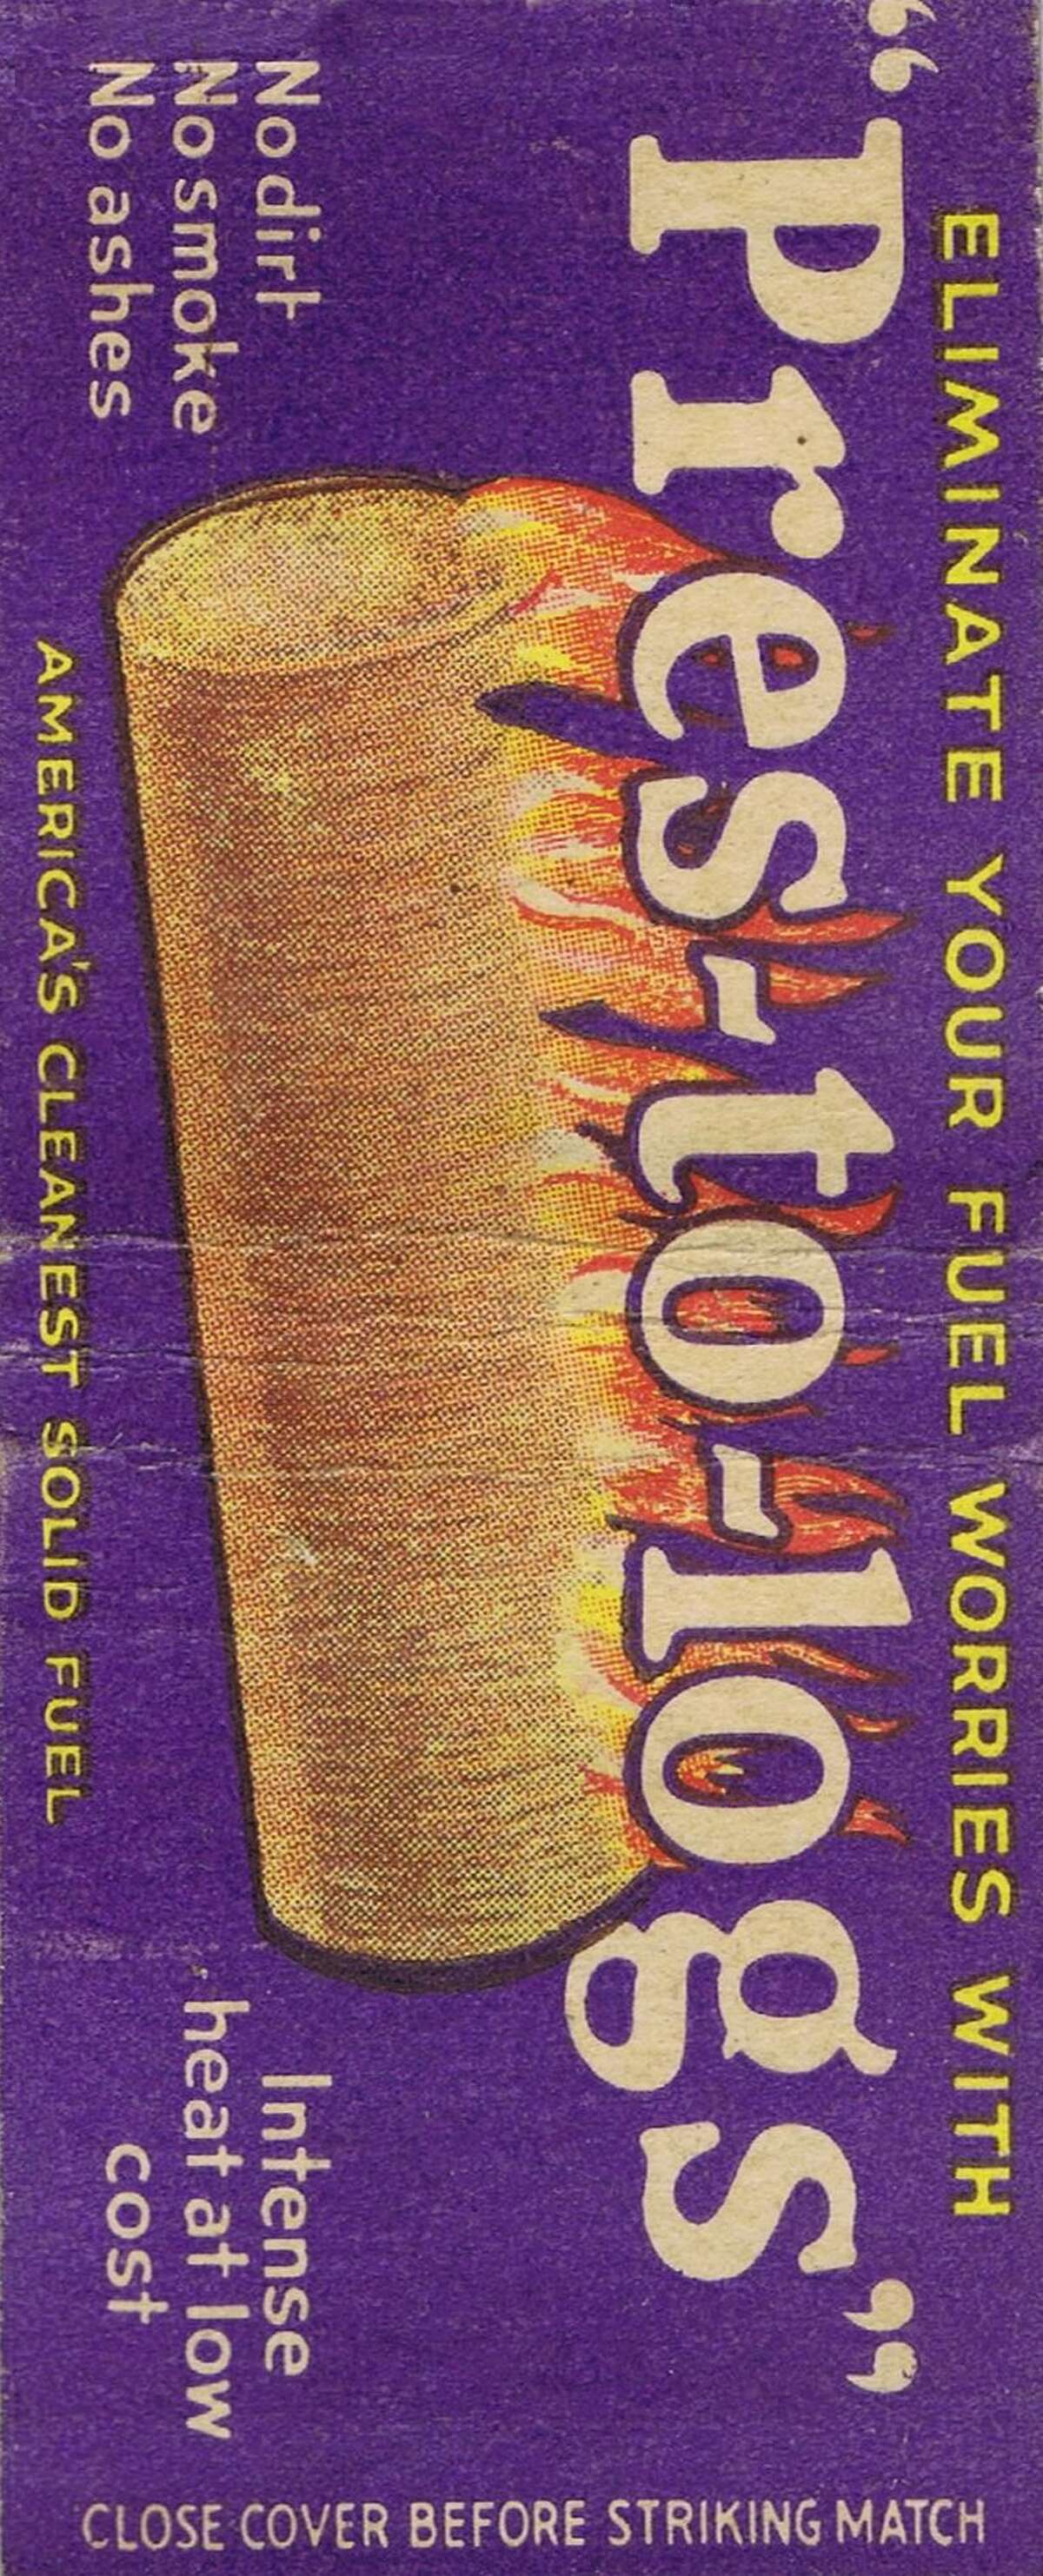 ELIMINATE YOUR FUEL WORRIES WITH
“Pres-to-logs”
No dirt
No smoke
No ashes
Intense
heat at low
cost
AMERICA'S CLEANEST SOLID FUEL
CLOSE COVER BEFORE STRIKING MATCH